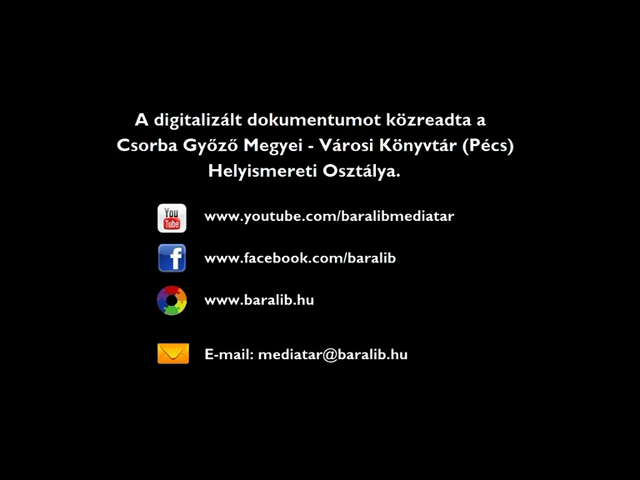 A digitalizált dokumentumot közreadta a
Csorba Győző Megyei - Városi Könyvtár (Pécs)
Helyismereti Osztálya.
You Tube www.youtube.com/baralibmediatar
f www.facebook.com/baralib
www.baralib.hu
E-mail: mediatar@baralib.hu